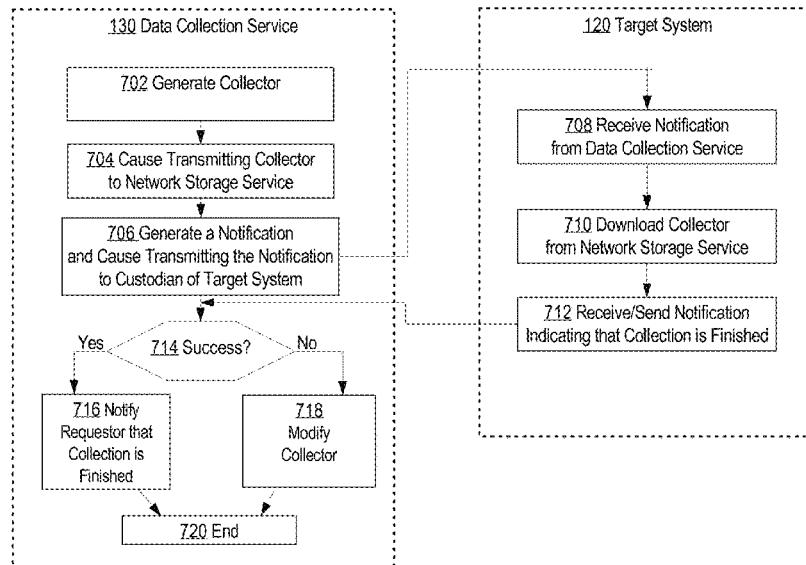 130 Data Collection Service
702 Generate Collector
704 Cause Transmitting Collector
to Network Storage Service
706 Generate a Notification
and Cause Transmitting the Notification
to Custodian of Target System
Yes
714 Success?
No
716 Notify
Requestor that
Collection is
Finished
718
Modify
Collector
720 End
120 Target System
708 Receive Notification
from Data Collection Service
710 Download Collector
from Network Storage Service
712 Receive/Send Notification
Indicating that Collection is Finished